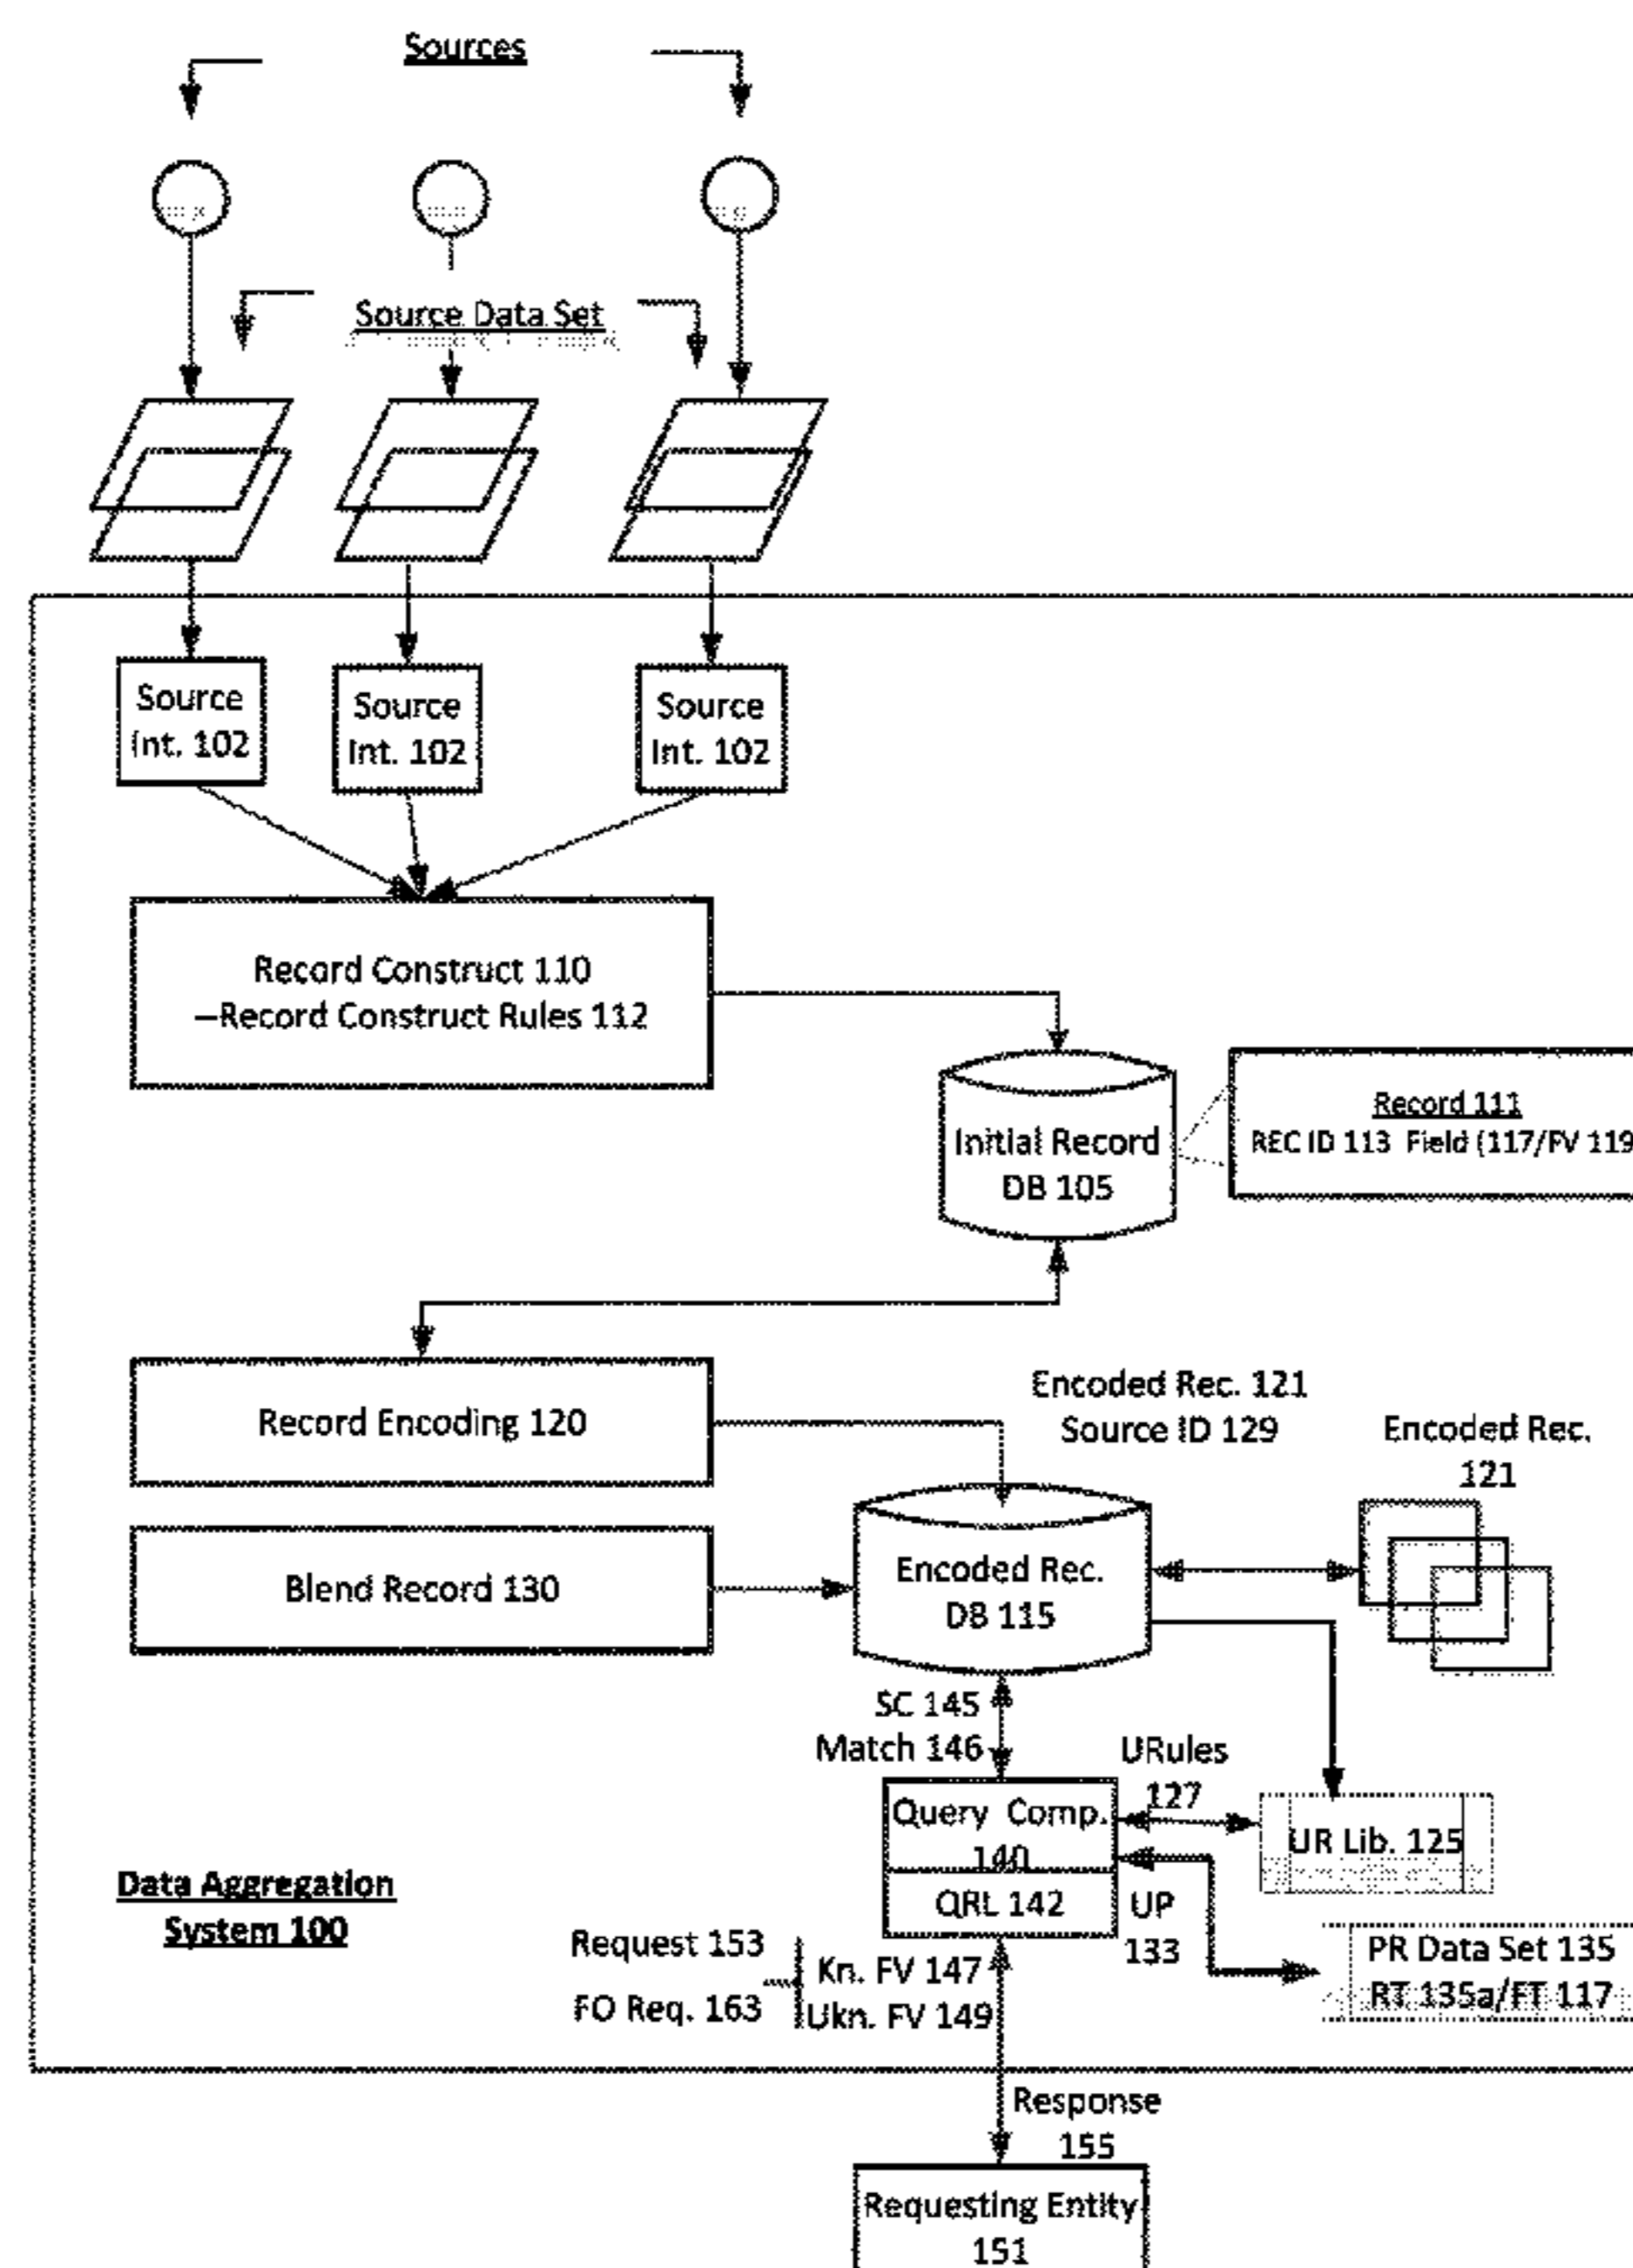 Sources
Source Data Set
Source
Int. 102
Source
Int. 102
Source
Int. 102
Record Construct 110
—Record Construct Rules 112
Initial Record
DB 105
Record 111
REC ID 113  Field (117/FV 119
Record Encoding 120
Encoded Rec. 121
Source ID 129
Encoded Rec.
121
Blend Record 130
Encoded Rec.
DB 115
SC 145
Match 146
URules
127
Query Comp.
140
QRL 142
UR Lib. 125
UP
133
PR Data Set 135
RT 135a/FT 117
Data Aggregation
System 100
Request 153
FO Req. 163
Kn. FV 147
Ukn. FV 149
Response
155
Requesting Entity
151